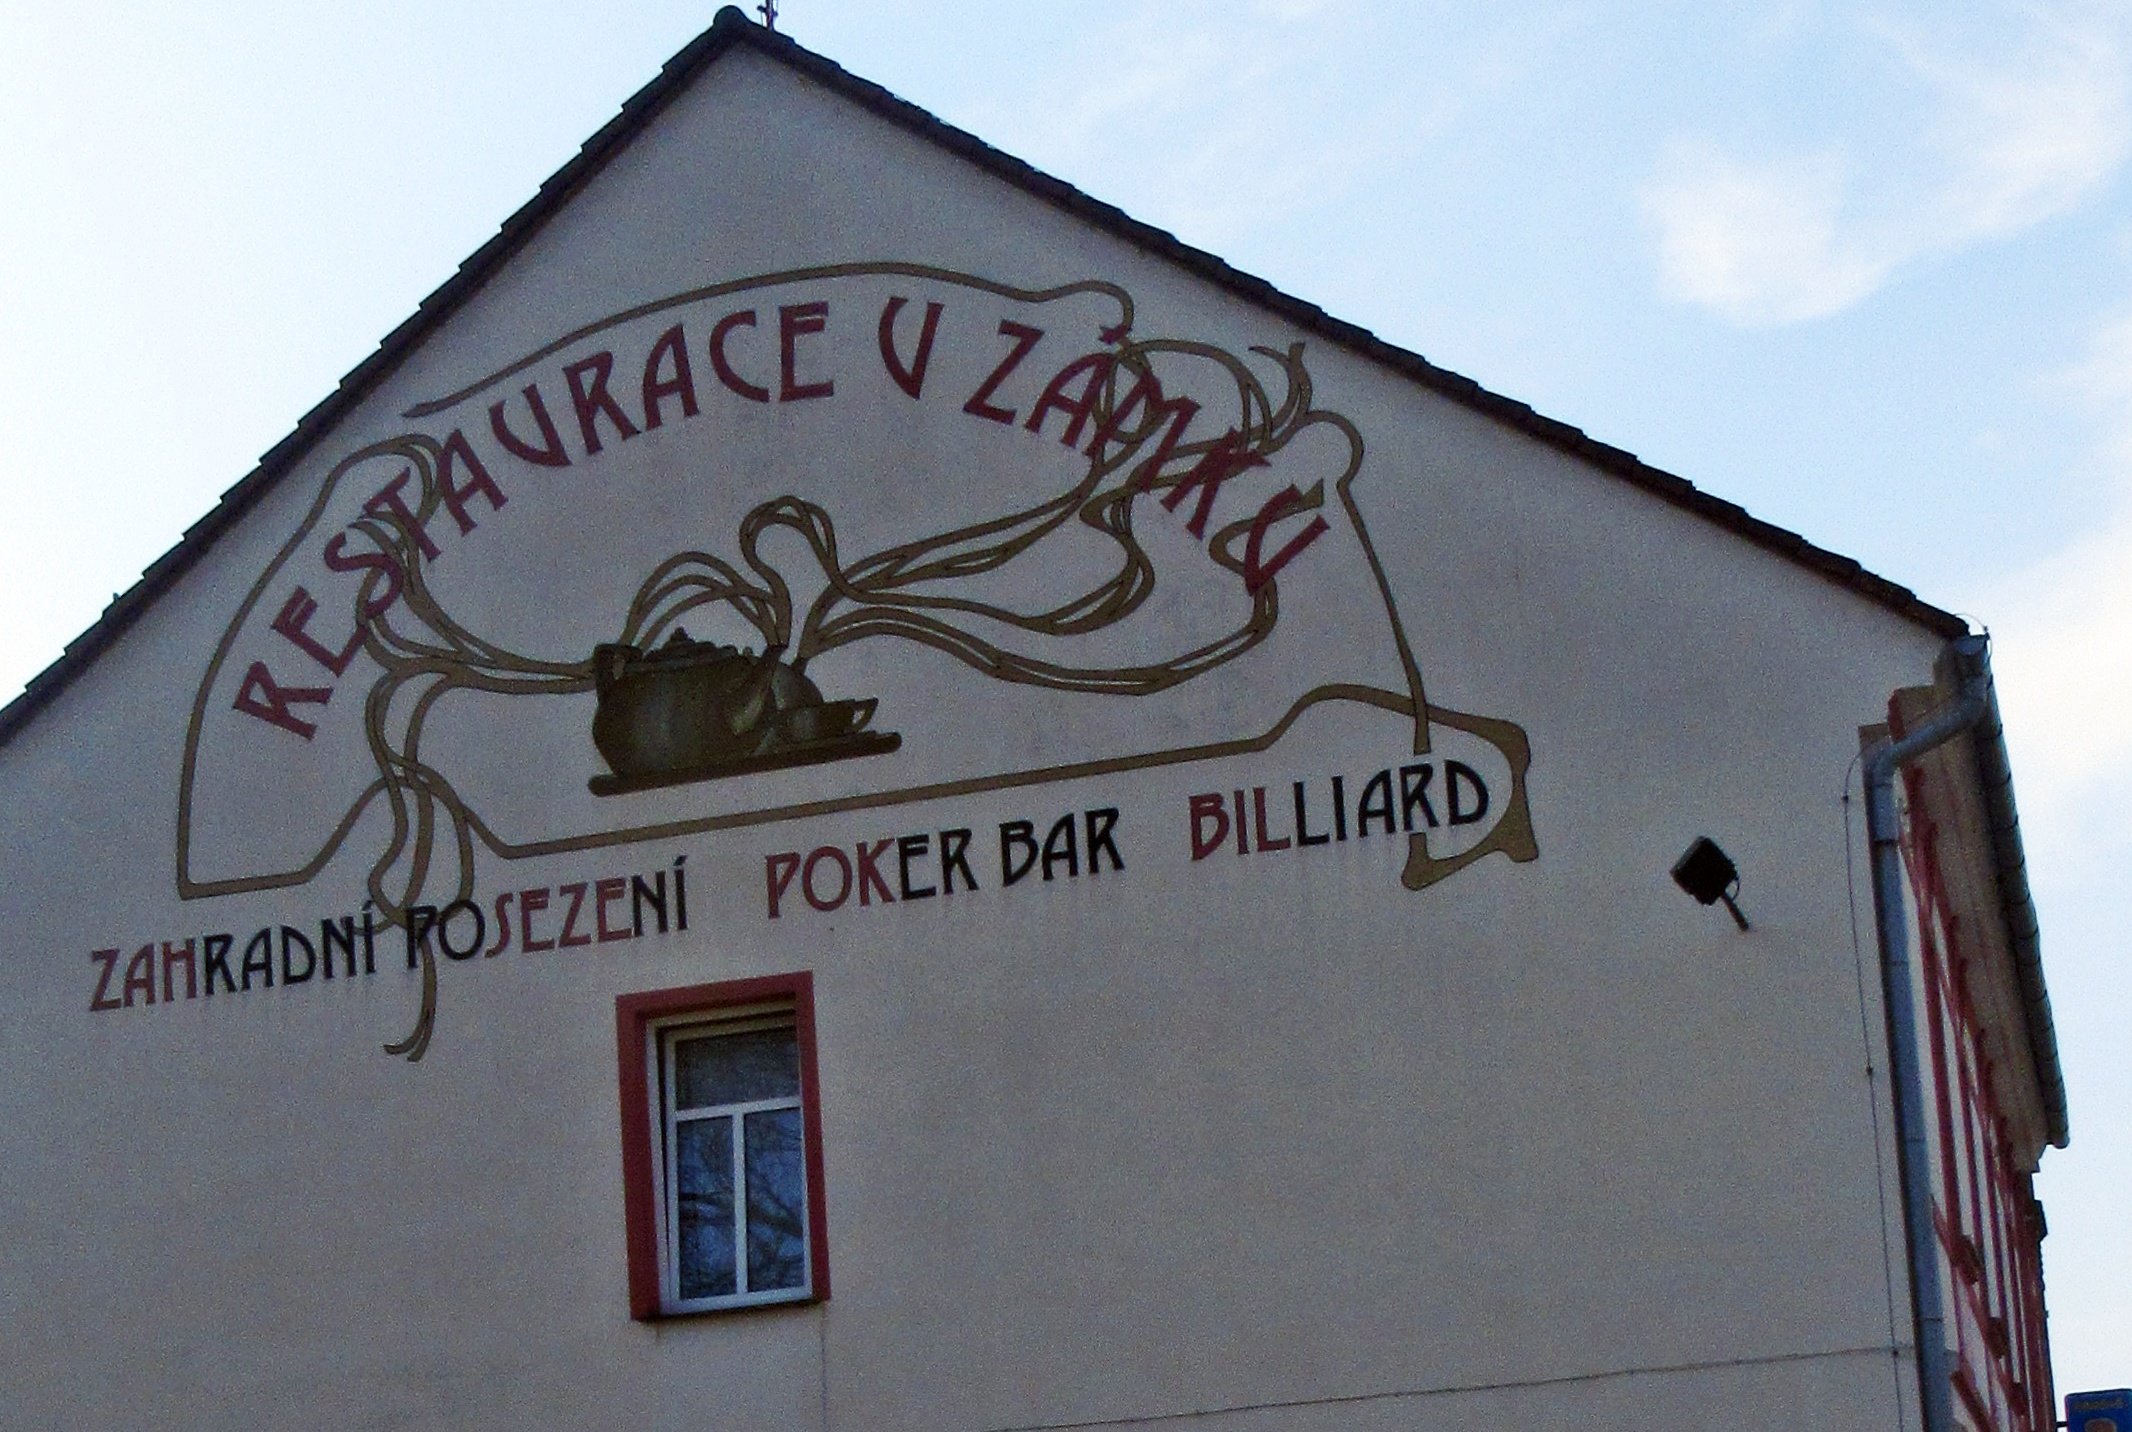 RESTAURACE U ZÁMKU
ZAHRADNÍ POSEZENÍ POKER BAR BILLIARD